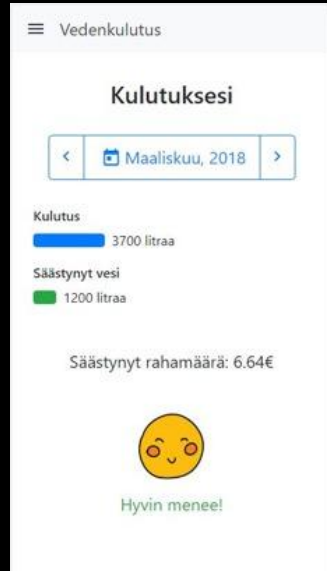 Vedenkulutus
Kulutuksesi
Maaliskuu, 2018
Kulutus
3700 litraa
Säästynyt vesi
1200 litraa
Säästynyt rahamäärä: 6.64€
Hyvin menee!